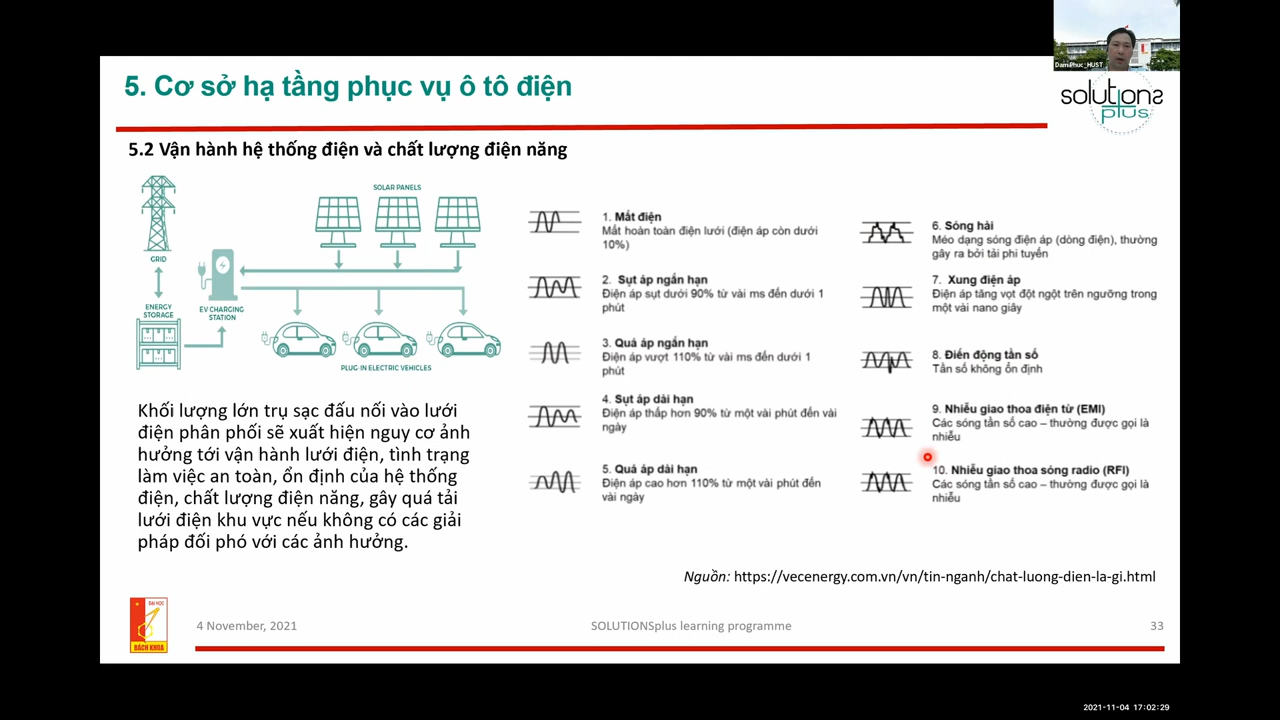 DamPhuc_HUST
solutions
plus
5. Cơ sở hạ tầng phục vụ ô tô điện
5.2 Vận hành hệ thống điện và chất lượng điện năng
SOLAR PANELS
GRID
ENERGY
STORAGE
EV CHARGING
STATION
PLUG-IN ELECTRIC VEHICLES
Khối lượng lớn trụ sạc đấu nối vào lưới
điện phân phối sẽ xuất hiện nguy cơ ảnh
hưởng tới vận hành lưới điện, tình trạng
làm việc an toàn, ổn định của hệ thống
điện, chất lượng điện năng, gây quá tải
lưới điện khu vực nếu không có các giải
pháp đối phó với các ảnh hưởng.
1. Mất điện
Mất hoàn toàn điện lưới (điện áp còn dưới
10%)
2. Sụt áp ngắn hạn
Điện áp sụt dưới 90% từ vài ms đến dưới 1
phút
3. Quá áp ngắn hạn
Điện áp vượt 110% từ vài ms đến dưới 1
phút
4. Sụt áp dài hạn
Điện áp thấp hơn 90% từ một vài phút đến vài
ngày
5. Quá áp dài hạn
Điện áp cao hơn 110% từ một vài phút đến
vài ngày
6. Sóng hài
Méo dạng sóng điện áp (dòng điện), thường
gây ra bởi tải phi tuyến
7. Xung điện áp
Điện áp tăng vọt đột ngột trên ngưỡng trong
một vài nano giây
8. Diến động tần số
Tần số không ổn định
9. Nhiễu giao thoa điện từ (EMI)
Các sóng tần số cao – thường được gọi là
nhiễu
10. Nhiễu giao thoa sóng radio (RFI)
Các sóng tần số cao – thường được gọi là
nhiễu
Nguồn: https://vecenergy.com.vn/vn/tin-nganh/chat-luong-dien-la-gi.html
ĐẠI HỌC
BÁCH KHOA
4 November, 2021
SOLUTIONSplus learning programme
33
2021-11-04 17:02:29